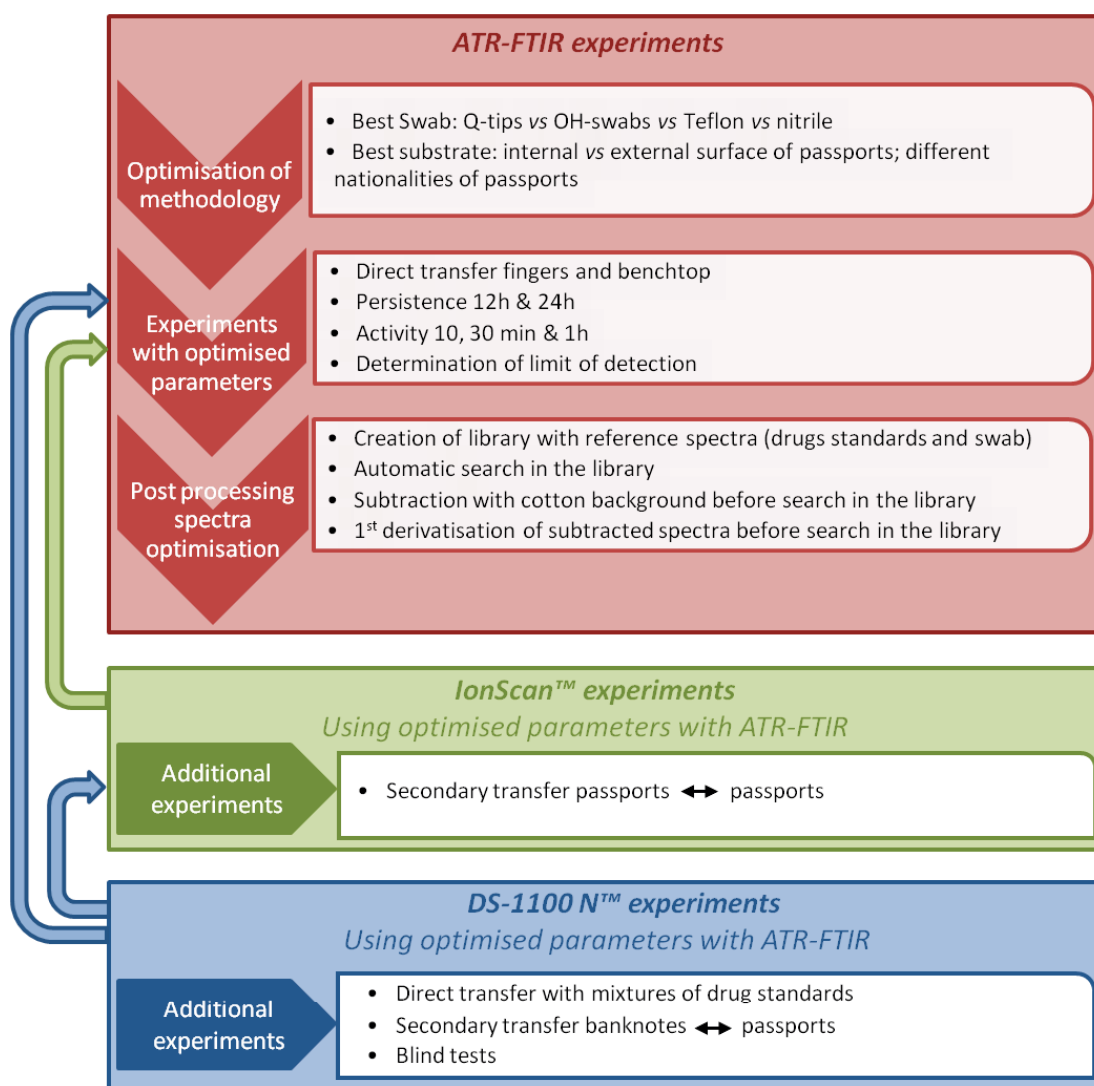 ATR-FTIR experiments
Optimisation of
methodology
• Best Swab: Q-tips vs OH-swabs vs Teflon vs nitrile
• Best substrate: internal vs external surface of passports; different
nationalities of passports
Experiments
with optimised
parameters
• Direct transfer fingers and benchtop
• Persistence 12h & 24h
• Activity 10, 30 min & 1h
• Determination of limit of detection
Post processing
spectra
optimisation
• Creation of library with reference spectra (drugs standards and swab)
• Automatic search in the library
• Subtraction with cotton background before search in the library
• 1st derivatisation of subtracted spectra before search in the library
IonScan™ experiments
Using optimised parameters with ATR-FTIR
Additional
experiments
• Secondary transfer passports ↔ passports
DS-1100 N™ experiments
Using optimised parameters with ATR-FTIR
Additional
experiments
• Direct transfer with mixtures of drug standards
• Secondary transfer banknotes ↔ passports
• Blind tests